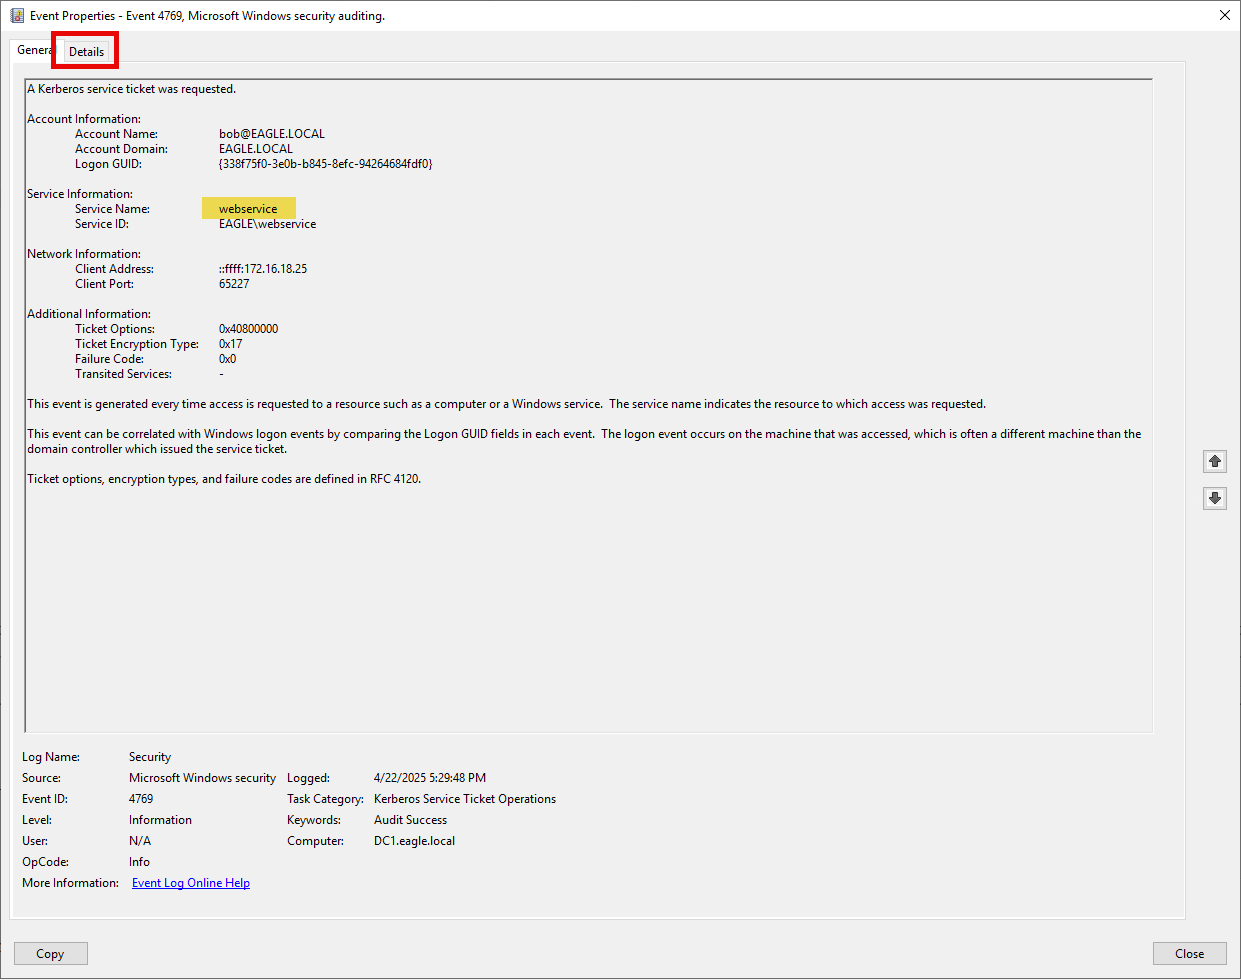 Event Properties - Event 4769, Microsoft Windows security auditing.
General Details
A Kerberos service ticket was requested.
Account Information:
Account Name: bob@EAGLE.LOCAL
Account Domain: EAGLE.LOCAL
Logon GUID: {338f75f0-3e0b-b845-8efc-94264684fdf0}
Service Information:
Service Name: webservice
Service ID: EAGLE\webservice
Network Information:
Client Address: ::ffff:172.16.18.25
Client Port: 65227
Additional Information:
Ticket Options: 0x40800000
Ticket Encryption Type: 0x17
Failure Code: 0x0
Transited Services: -
This event is generated every time access is requested to a resource such as a computer or a Windows service.  The service name indicates the resource to which access was requested.
This event can be correlated with Windows logon events by comparing the Logon GUID fields in each event.  The logon event occurs on the machine that was accessed, which is often a different machine than the
domain controller which issued the service ticket.
Ticket options, encryption types, and failure codes are defined in RFC 4120.
Log Name: Security
Source: Microsoft Windows security Logged: 4/22/2025 5:29:48 PM
Event ID: 4769 Task Category: Kerberos Service Ticket Operations
Level: Information Keywords: Audit Success
User: N/A Computer: DC1.eagle.local
OpCode: Info
More Information: Event Log Online Help
Copy Close